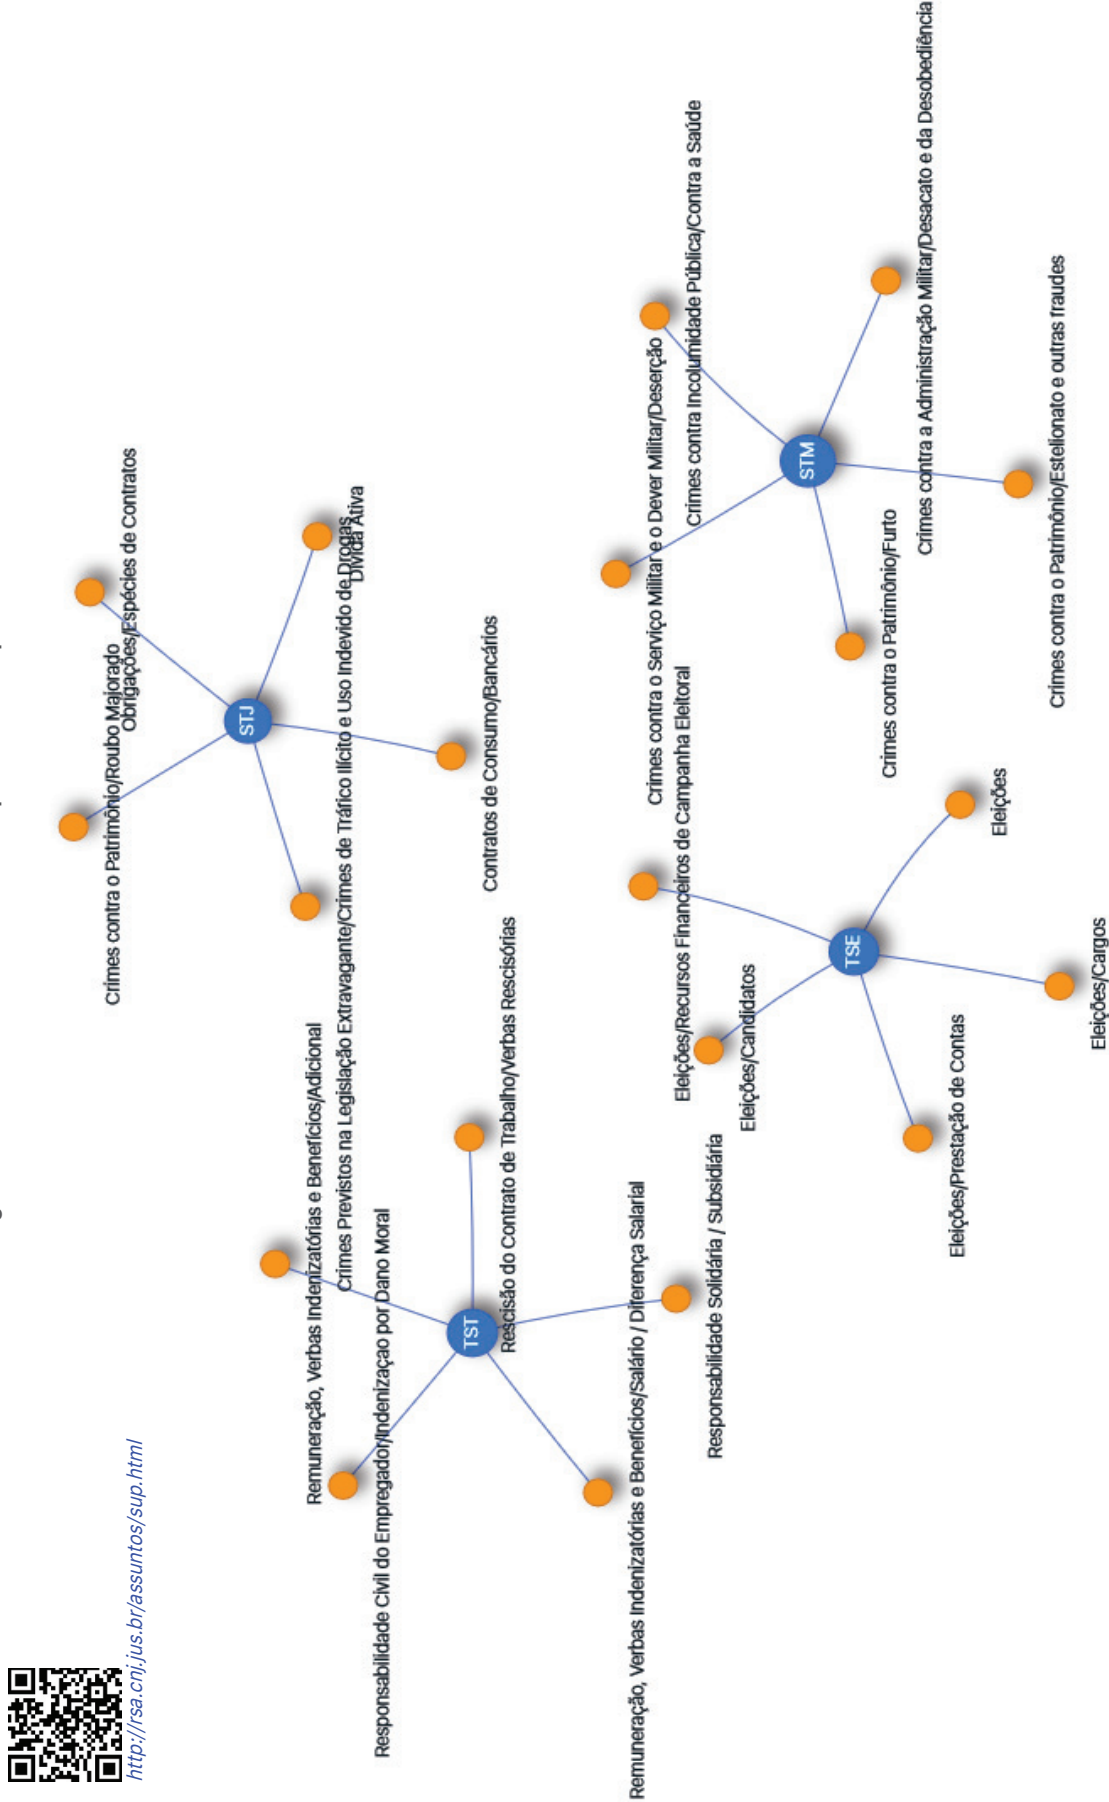 http://rsa.cnj.jus.br/assuntos/sup.html
Crimes contra o Patrimônio/Roubo Majorado
Obrigações/Espécies de Contratos
STJ
Dívida Ativa
Crimes Previstos na Legislação Extravagante/Crimes de Tráfico Ilícito e Uso Indevido de Drogas
Contratos de Consumo/Bancários
Remuneração, Verbas Indenizatórias e Benefícios/Adicional
Responsabilidade Civil do Empregador/Indenizaçao por Dano Moral
TST
Rescisão do Contrato de Trabalho/Verbas Rescisórias
Remuneração, Verbas Indenizatórias e Benefícios/Salário / Diferença Salarial
Responsabilidade Solidária / Subsidiária
Eleições/Recursos Financeiros de Campanha Eleitoral
Eleições/Candidatos
TSE
Eleições/Prestação de Contas
Eleições
Eleições/Cargos
Crimes contra o Serviço Militar e o Dever Militar/Deserção
Crimes contra Incolumidade Pública/Contra a Saúde
STM
Crimes contra o Patrimônio/Furto
Crimes contra a Administração Militar/Desacato e da Desobediência
Crimes contra o Patrimônio/Estelionato e outras fraudes